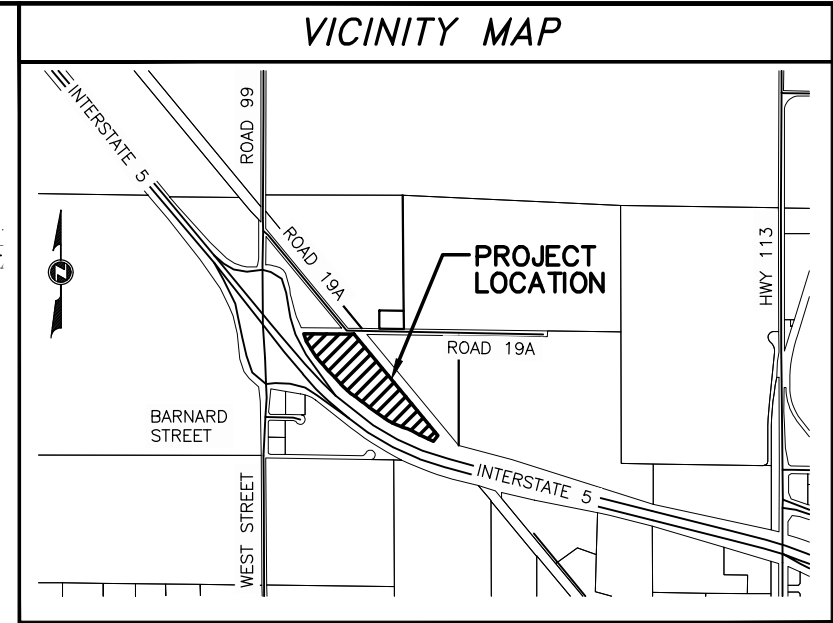 VICINITY MAP
INTERSTATE 5
ROAD 99
ROAD 19A
PROJECT
LOCATION
HWY 113
ROAD 19A
BARNARD
STREET
INTERSTATE 5
WEST STREET